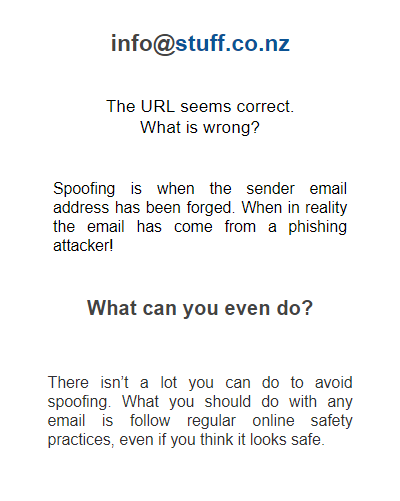 info@stuff.co.nz
The URL seems correct.
What is wrong?
Spoofing is when the sender email
address has been forged. When in reality
the email has come from a phishing
attacker!
What can you even do?
There isn’t a lot you can do to avoid
spoofing. What you should do with any
email is follow regular online safety
practices, even if you think it looks safe.